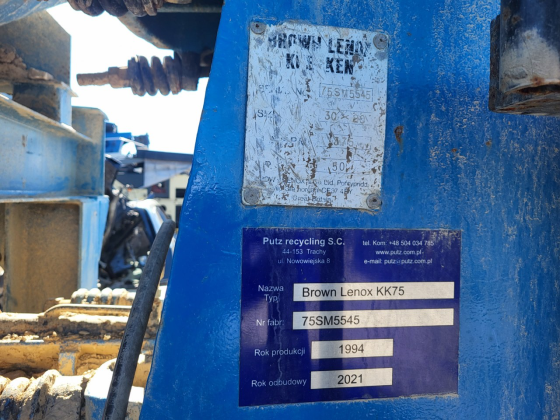 BROWN LENOX
KUE KEN
75SM5545
30
Putz recycling S.C.
44-153 Trachy
ul. Nowowiejska 8
tel. Kom: +48 504 034 785
www.putz.com.pl
e-mail: putz@putz.com.pl
Nazwa
Typ:
Brown Lenox KK75
Nr fabr:
75SM5545
Rok produkcji
1994
Rok odbudowy
2021